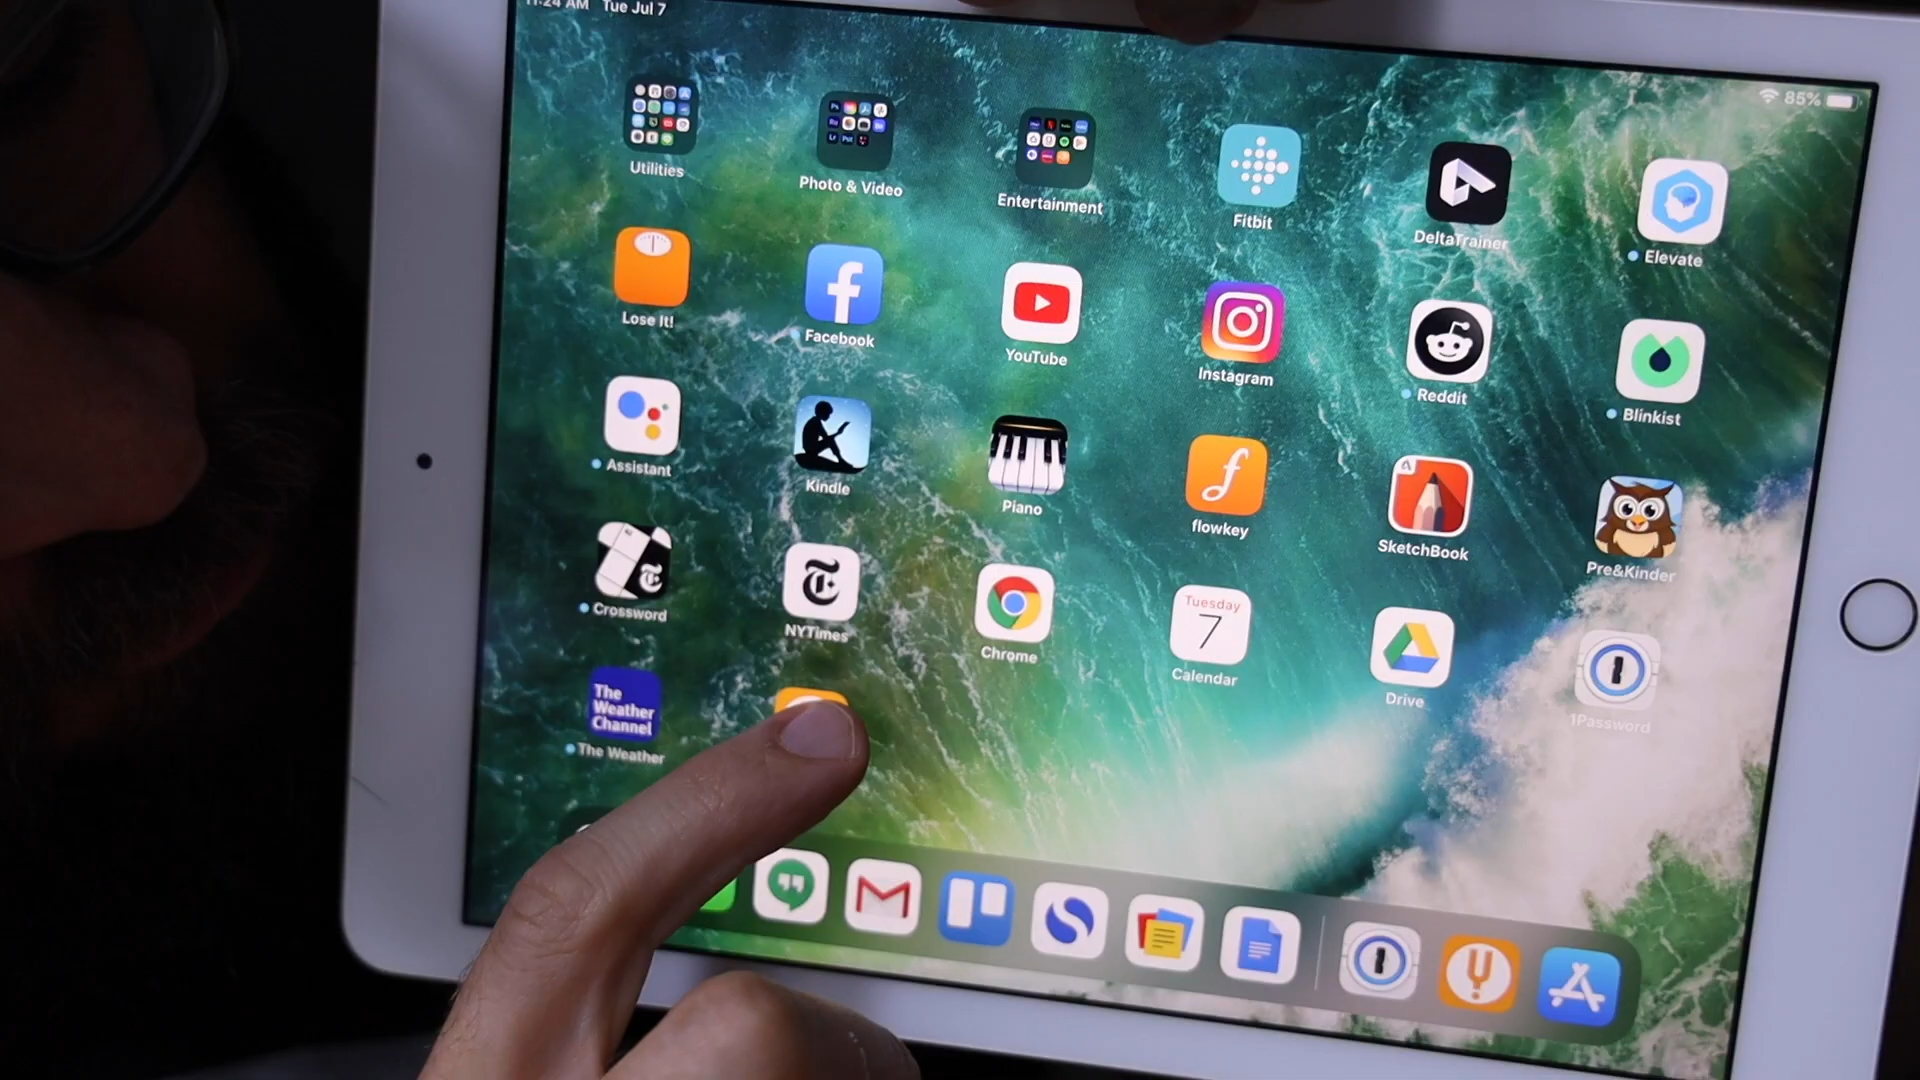 11:24 AM Tue Jul 7
85%
Utilities
Photo & Video
Entertainment
Fitbit
DeltaTrainer
Elevate
Lose It!
Facebook
YouTube
Instagram
Reddit
Blinkist
Assistant
Kindle
Piano
flowkey
SketchBook
Pre&Kinder
Crossword
NYTimes
Chrome
Tuesday
7
Calendar
Drive
1Password
The
Weather
Channel
The Weather